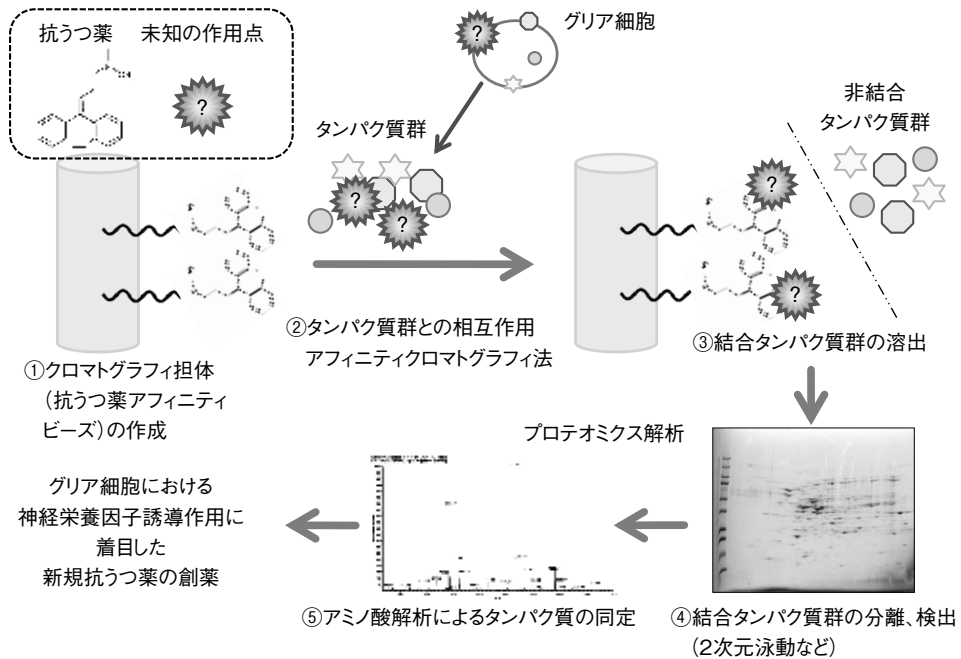 抗うつ薬 未知の作用点
?
グリア細胞
?
タンパク質群
?
?
非結合
タンパク質群
?
?
①クロマトグラフィ担体
(抗うつ薬アフィニティ
ビーズ)の作成
②タンパク質群との相互作用
アフィニティクロマトグラフィ法
③結合タンパク質群の溶出
プロテオミクス解析
④結合タンパク質群の分離、検出
(2次元泳動など)
⑤アミノ酸解析によるタンパク質の同定
グリア細胞における
神経栄養因子誘導作用に
着目した
新規抗うつ薬の創薬